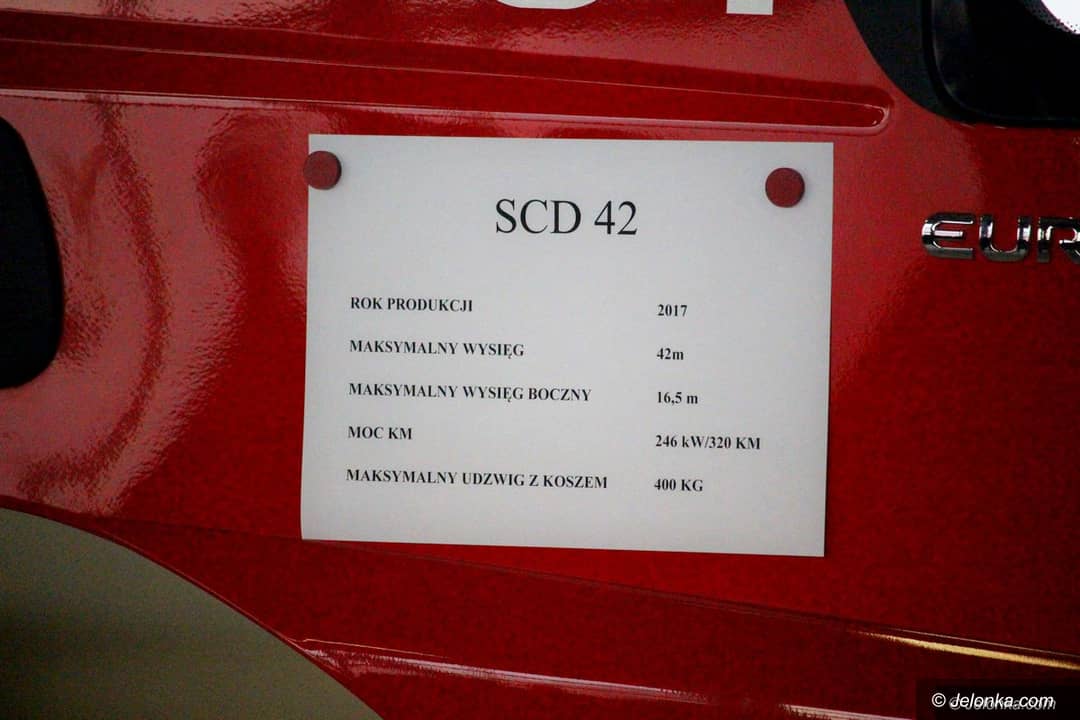 SCD 42
ROK PRODUKCJI 2017
MAKSYMALNY WYSIĘG 42m
MAKSYMALNY WYSIĘG BOCZNY 16,5 m
MOC KM 246 kW/320 KM
MAKSYMALNY UDZWIG Z KOSZEM 400 KG
EUR
© Jelonka.com